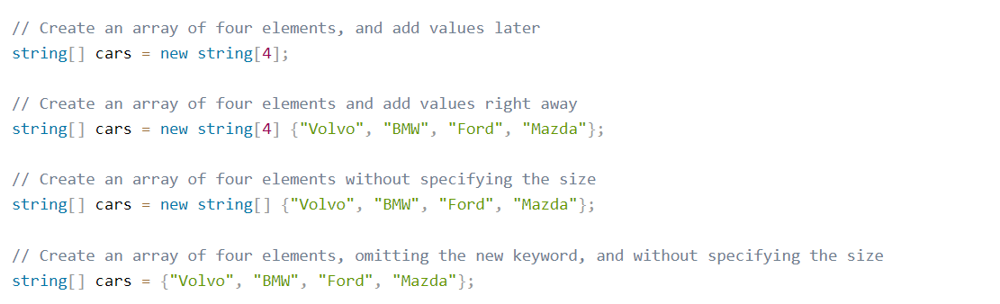 // Create an array of four elements, and add values later
string[] cars = new string[4];
// Create an array of four elements and add values right away
string[] cars = new string[4] {"Volvo", "BMW", "Ford", "Mazda"};
// Create an array of four elements without specifying the size
string[] cars = new string[] {"Volvo", "BMW", "Ford", "Mazda"};
// Create an array of four elements, omitting the new keyword, and without specifying the size
string[] cars = {"Volvo", "BMW", "Ford", "Mazda"};